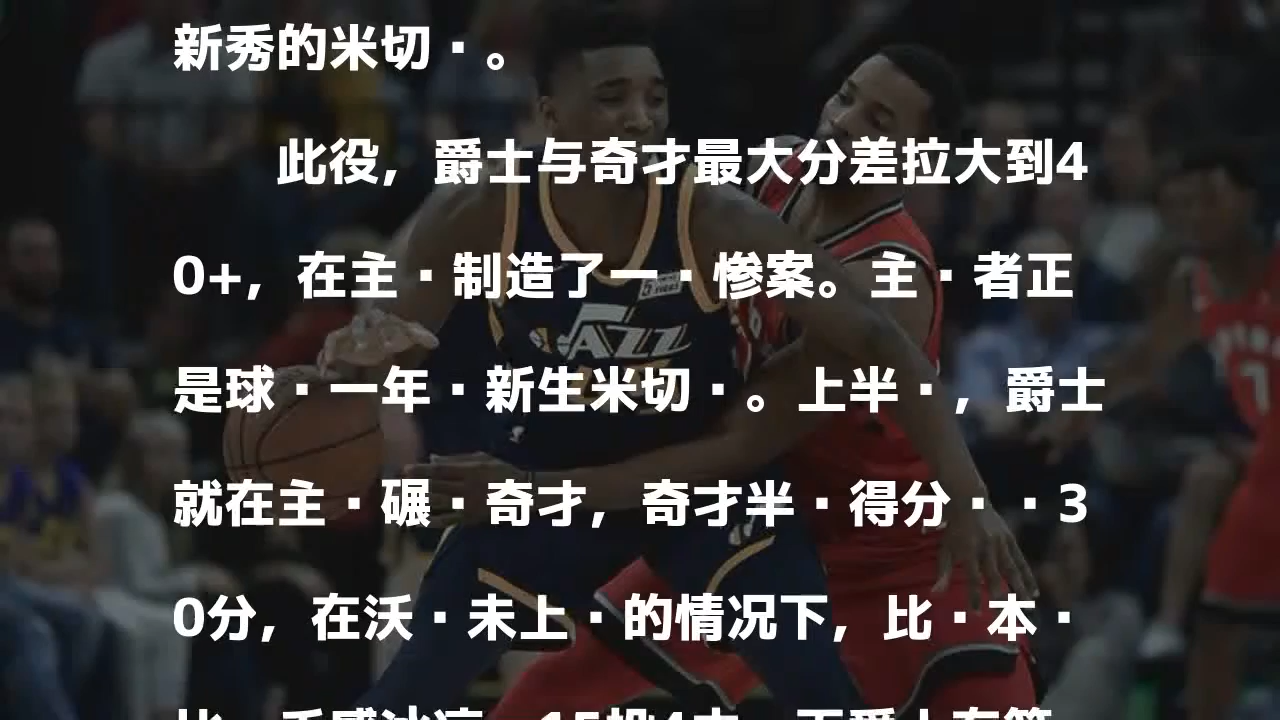 新秀的米切·。
此役，爵士与奇才最大分差拉大到4
0+，在主·制造了一·惨案。主·者正
是球·一年·新生米切·。上半·，爵士
就在主·碾·奇才，奇才半·得分··3
0分，在沃·未上·的情况下，比·本·
JAZZ